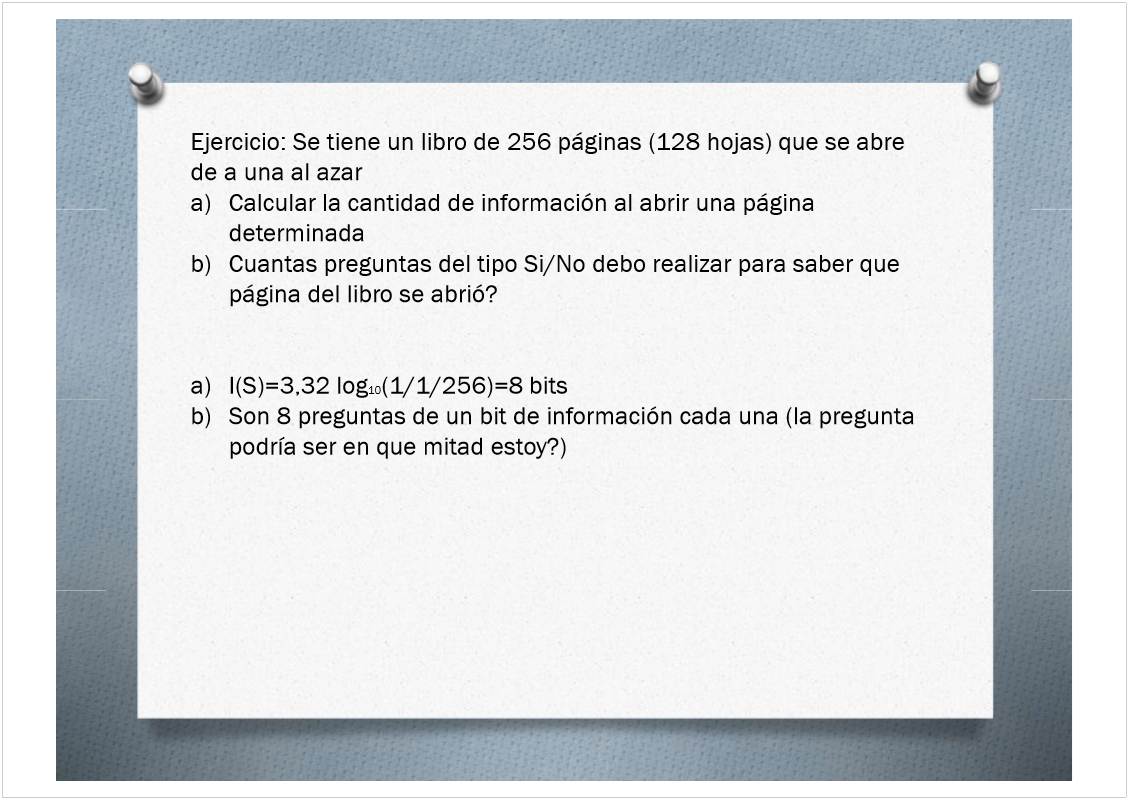 Ejercicio: Se tiene un libro de 256 páginas (128 hojas) que se abre
de a una al azar
a) Calcular la cantidad de información al abrir una página
determinada
b) Cuantas preguntas del tipo Si/No debo realizar para saber que
página del libro se abrió?
a) I(S)=3,32 log₁₀(1/1/256)=8 bits
b) Son 8 preguntas de un bit de información cada una (la pregunta
podría ser en que mitad estoy?)